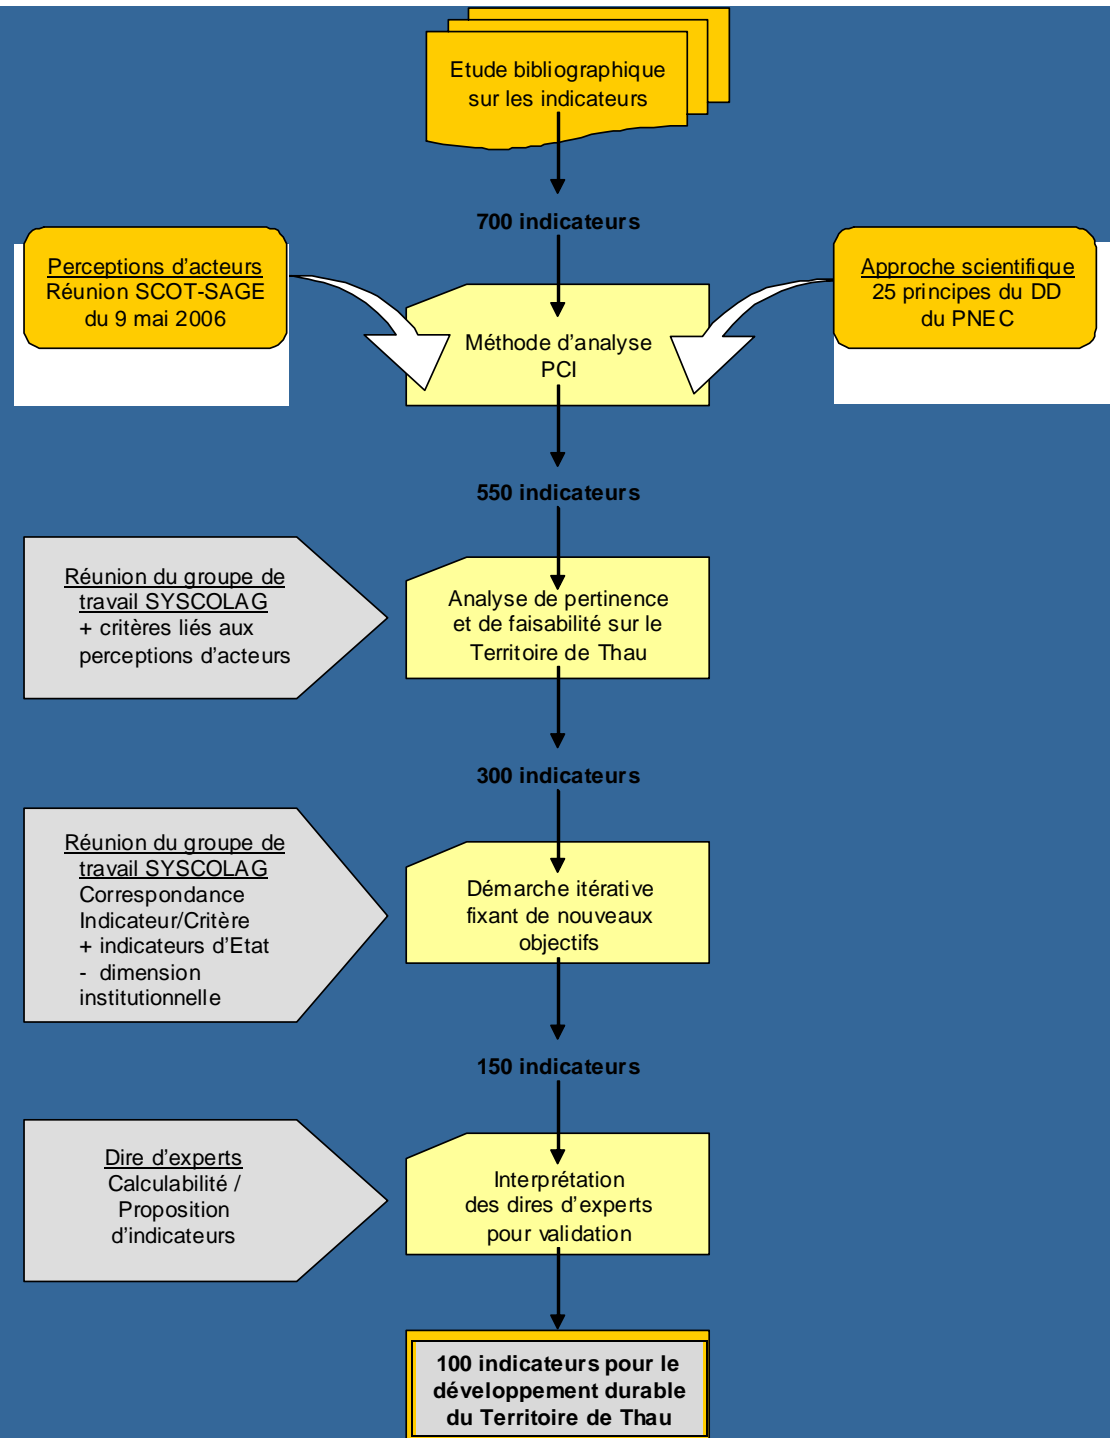 Etude bibliographique
sur les indicateurs
700 indicateurs
Perceptions d'acteurs
Réunion SCOT-SAGE
du 9 mai 2006
Approche scientifique
25 principes du DD
du PNEC
Méthode d'analyse
PCI
550 indicateurs
Réunion du groupe de
travail SYSCOLAG
+ critères liés aux
perceptions d'acteurs
Analyse de pertinence
et de faisabilité sur le
Territoire de Thau
300 indicateurs
Réunion du groupe de
travail SYSCOLAG
Correspondance
Indicateur/Critère
+ indicateurs d'Etat
- dimension
institutionnelle
Démarche itérative
fixant de nouveaux
objectifs
150 indicateurs
Dire d'experts
Calculabilité /
Proposition
d'indicateurs
Interprétation
des dires d'experts
pour validation
100 indicateurs pour le
développement durable
du Territoire de Thau